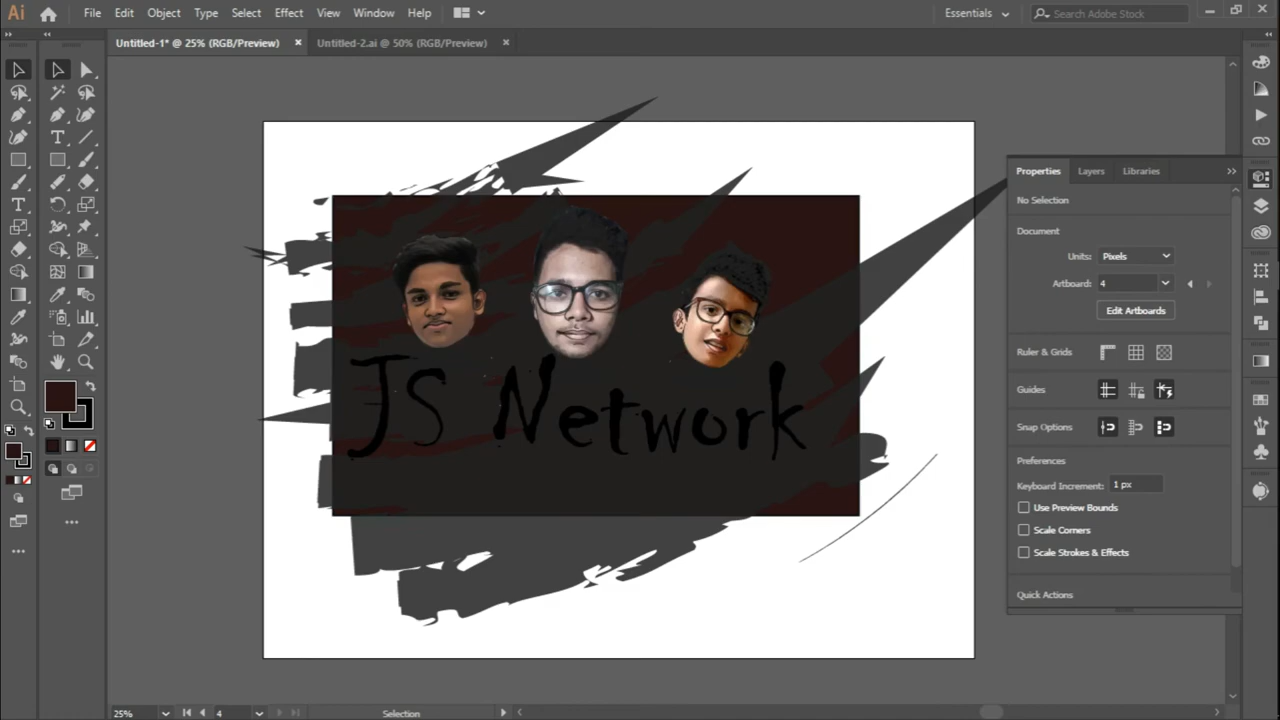 Ai File Edit Object Type Select Effect View Window Help Essentials Search Adobe Stock
Untitled-1* @ 25% (RGB/Preview) Untitled-2.ai @ 50% (RGB/Preview)
Properties Layers Libraries
No Selection
Document
Units: Pixels
Artboard: 4
Edit Artboards
Ruler & Grids
Guides
Snap Options
Preferences
Keyboard Increment: 1 px
Use Preview Bounds
Scale Corners
Scale Strokes & Effects
Quick Actions
JS Network
25% 4 Selection